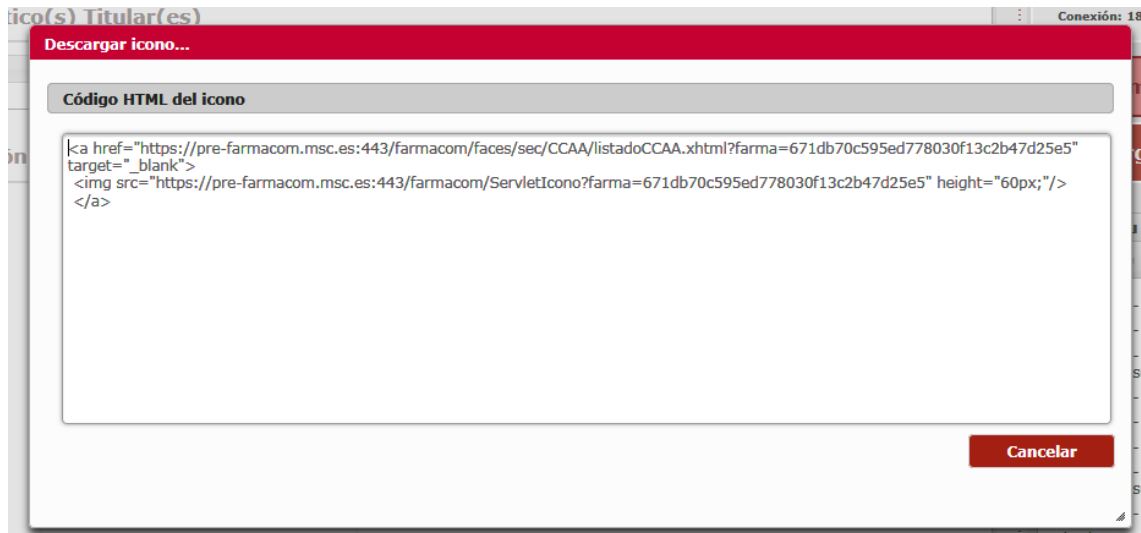 tico(s) Titular(es)
Conexión: 18
Descargar icono...
Código HTML del icono
<a href="https://pre-farmacom.msc.es:443/farmacom/faces/sec/CCAA/listadoCCAA.xhtml?farma=671db70c595ed778030f13c2b47d25e5"
target="_blank">
<img src="https://pre-farmacom.msc.es:443/farmacom/ServletIcono?farma=671db70c595ed778030f13c2b47d25e5" height="60px;"/>
</a>
Cancelar